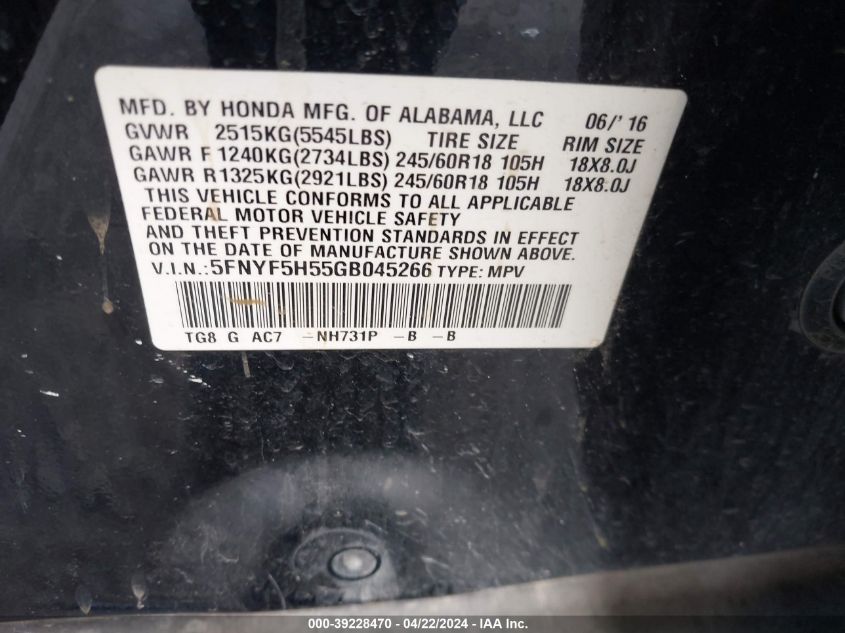 MFD. BY HONDA MFG. OF ALABAMA, LLC 06/' 16
GVWR 2515KG(5545LBS) TIRE SIZE RIM SIZE
GAWR F 1240KG(2734LBS) 245/60R18 105H 18X8.0J
GAWR R 1325KG(2921LBS) 245/60R18 105H 18X8.0J
THIS VEHICLE CONFORMS TO ALL APPLICABLE
FEDERAL MOTOR VEHICLE SAFETY
AND THEFT PREVENTION STANDARDS IN EFFECT
ON THE DATE OF MANUFACTURE SHOWN ABOVE.
V.I.N.:5FNYF5H55GB045266 TYPE: MPV
TG8 G AC7 -NH731P -B -B
000-39228470 - 04/22/2024 - IAA Inc.